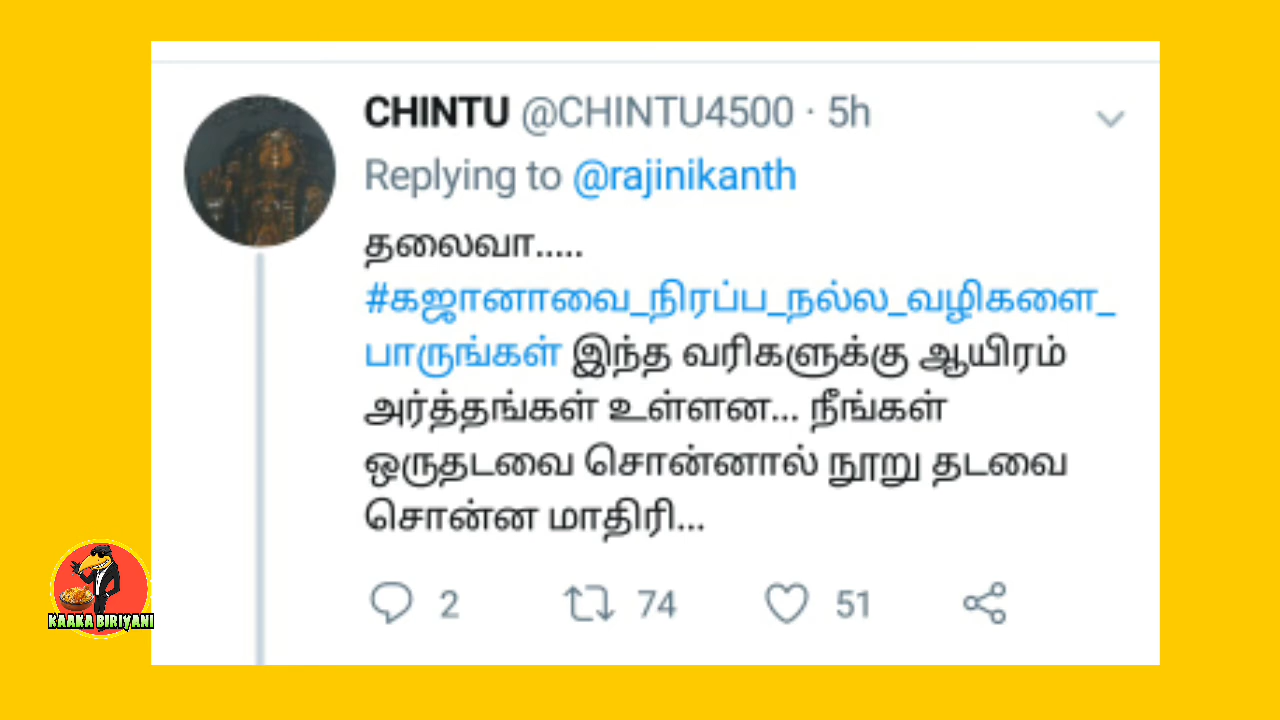 CHINTU @CHINTU4500 · 5h
Replying to @rajinikanth
தலைவா.....
#கஜானாவை_நிரப்ப_நல்ல_வழிகளை_
பாருங்கள் இந்த வரிகளுக்கு ஆயிரம்
அர்த்தங்கள் உள்ளன... நீங்கள்
ஒருதடவை சொன்னால் நூறு தடவை
சொன்ன மாதிரி...
2 74 51
KAAKA BIRIYANI